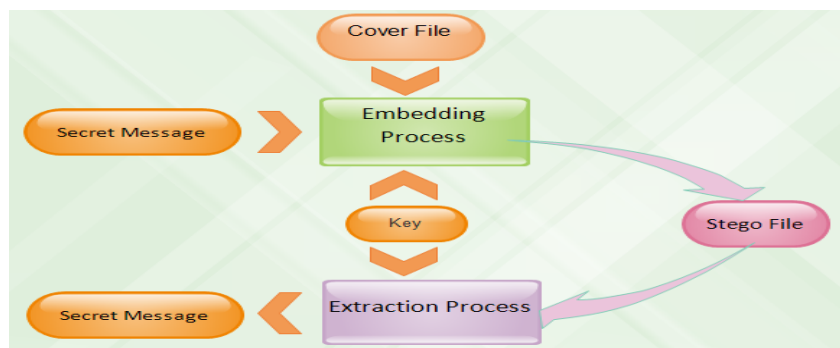 Cover File
Secret Message
Embedding
Process
Key
Stego File
Secret Message
Extraction Process